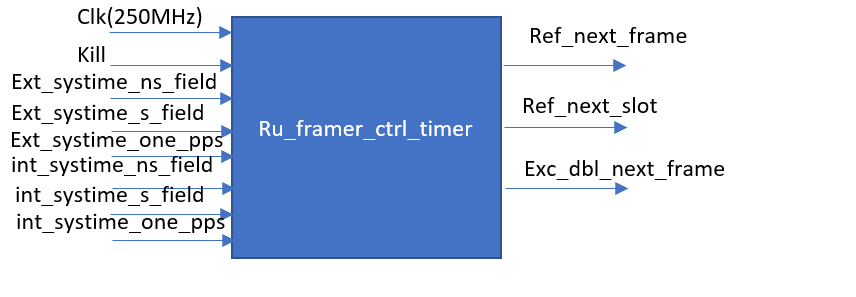 Clk(250MHz)
Kill
Ext_systime_ns_field
Ext_systime_s_field
Ext_systime_one_pps
int_systime_ns_field
int_systime_s_field
int_systime_one_pps
Ru_framer_ctrl_timer
Ref_next_frame
Ref_next_slot
Exc_dbl_next_frame